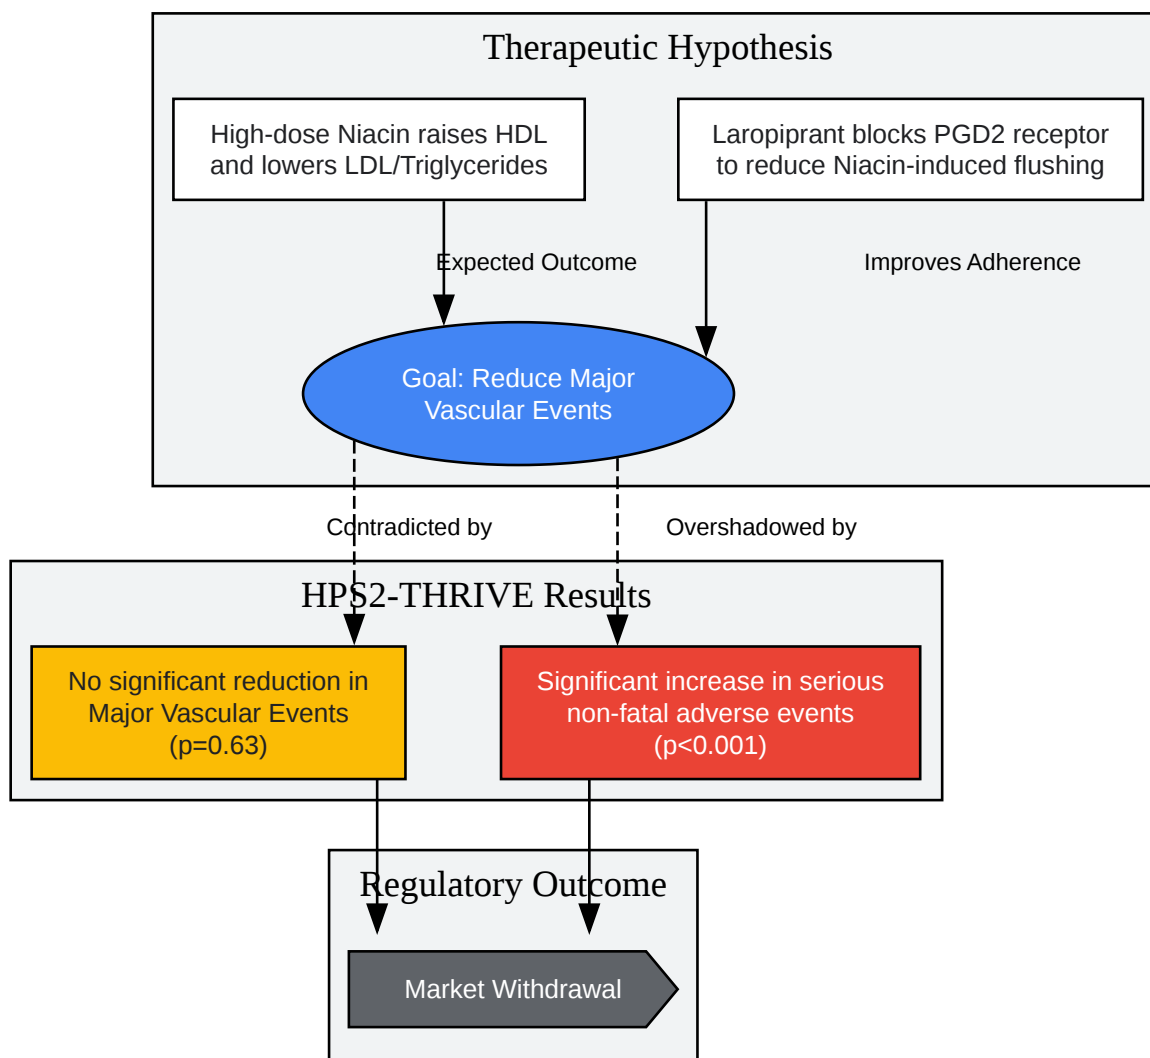 Therapeutic Hypothesis
High-dose Niacin raises HDL
and lowers LDL/Triglycerides
Laropiprant blocks PGD2 receptor
to reduce Niacin-induced flushing
Expected Outcome
Improves Adherence
Goal: Reduce Major
Vascular Events
Contradicted by
Overshadowed by
HPS2-THRIVE Results
No significant reduction in
Major Vascular Events
(p=0.63)
Significant increase in serious
non-fatal adverse events
(p<0.001)
Regulatory Outcome
Market Withdrawal